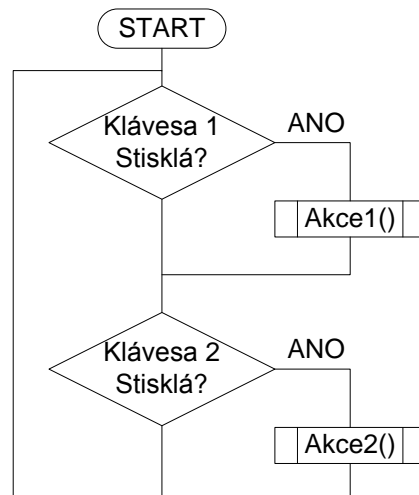 START
Klávesa 1
Stisklá?
ANO
Akce1()
Klávesa 2
Stisklá?
ANO
Akce2()